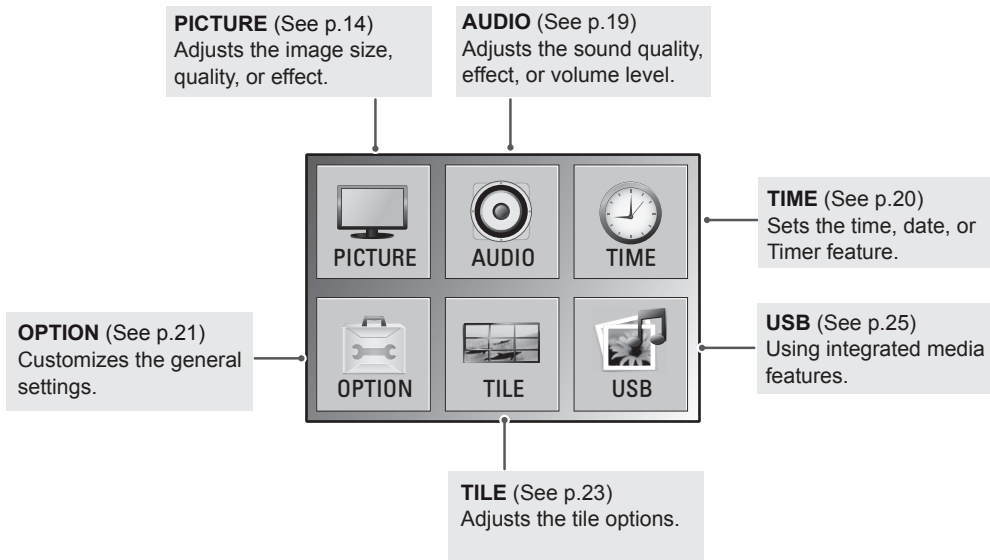 PICTURE (See p.14)
Adjusts the image size,
quality, or effect.
AUDIO (See p.19)
Adjusts the sound quality,
effect, or volume level.
PICTURE
AUDIO
TIME
TIME (See p.20)
Sets the time, date, or
Timer feature.
OPTION (See p.21)
Customizes the general
settings.
OPTION
TILE
USB
USB (See p.25)
Using integrated media
features.
TILE (See p.23)
Adjusts the tile options.